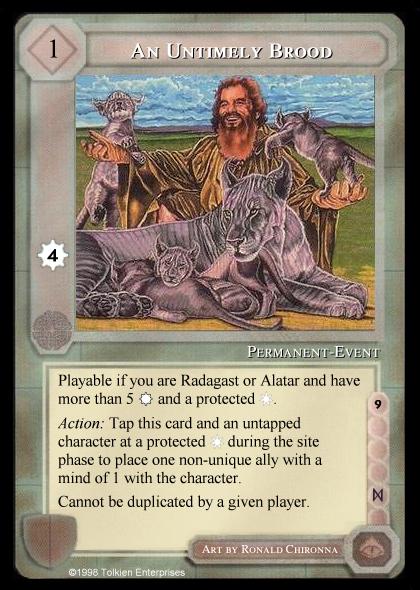 1
An Untimely Brood
4
Permanent-Event
Playable if you are Radagast or Alatar and have
more than 5 and a protected .
Action: Tap this card and an untapped
character at a protected during the site
phase to place one non-unique ally with a
mind of 1 with the character.
Cannot be duplicated by a given player.
9
Art by Ronald Chironna
©1998 Tolkien Enterprises